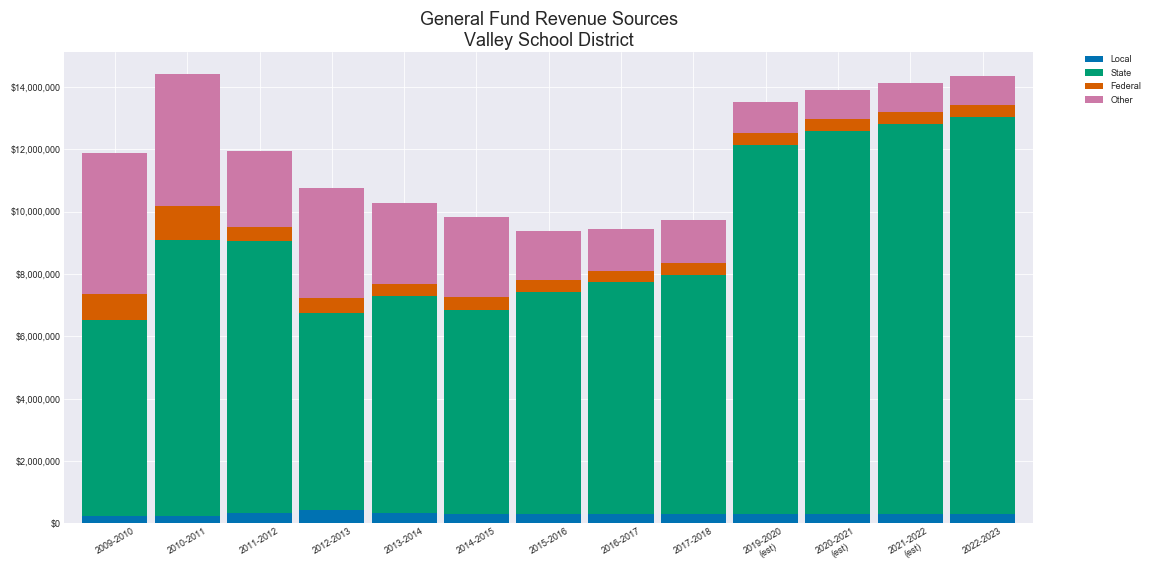 General Fund Revenue Sources
Valley School District
Local
State
Federal
Other
$14,000,000
$12,000,000
$10,000,000
$8,000,000
$6,000,000
$4,000,000
$2,000,000
$0
2009-2010
2010-2011
2011-2012
2012-2013
2013-2014
2014-2015
2015-2016
2016-2017
2017-2018
2019-2020
(est)
2020-2021
(est)
2021-2022
(est)
2022-2023